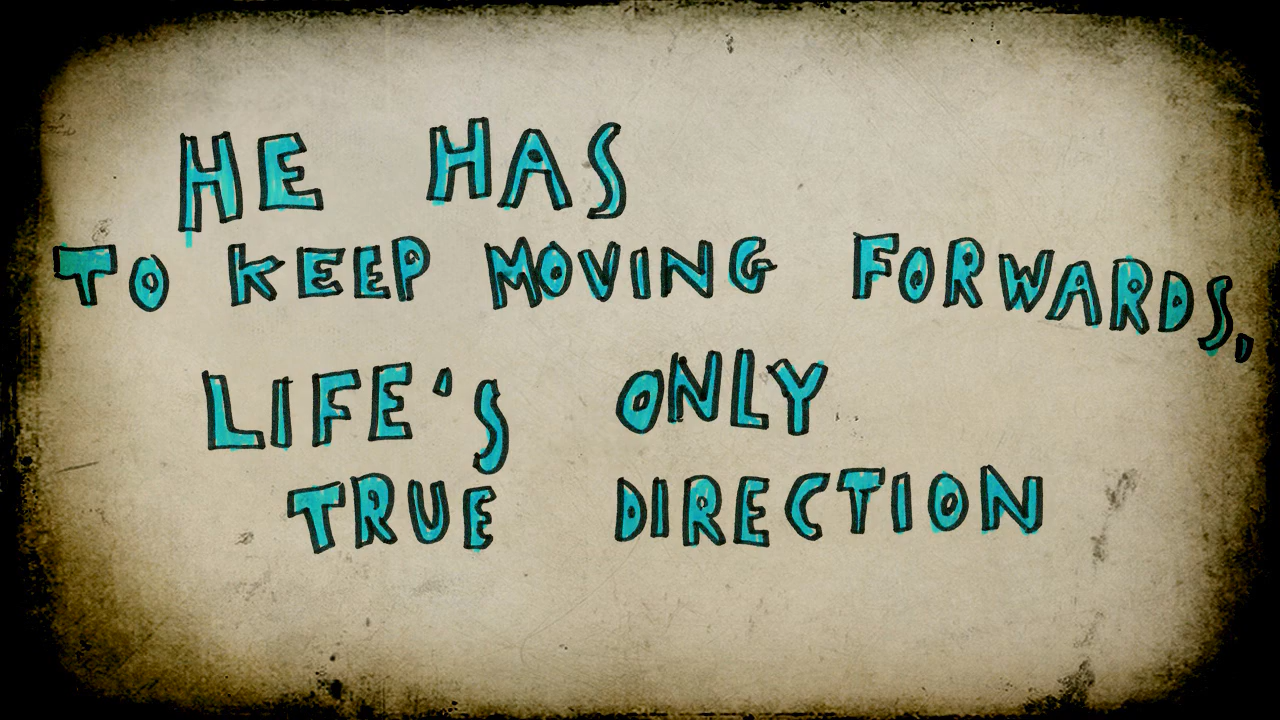 HE HAS
TO KEEP MOVING FORWARDS,
LIFE'S ONLY
TRUE DIRECTION